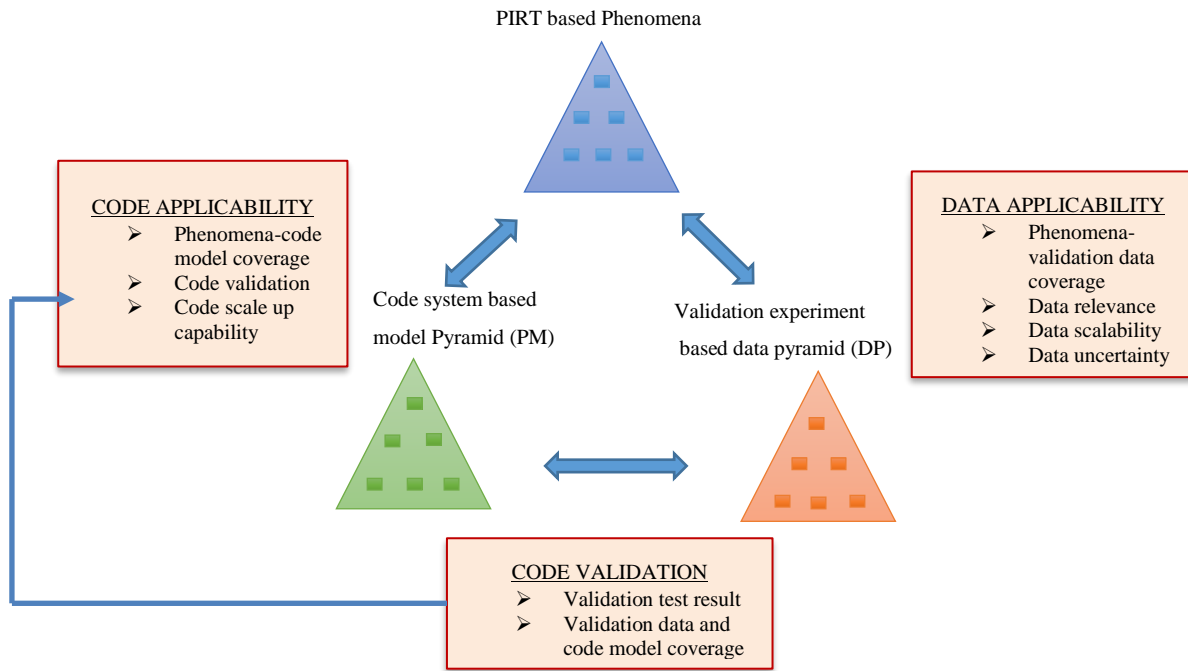 PIRT based Phenomena
CODE APPLICABILITY
➢ Phenomena-code
model coverage
➢ Code validation
➢ Code scale up
capability
DATA APPLICABILITY
➢ Phenomena-
validation data
coverage
➢ Data relevance
➢ Data scalability
➢ Data uncertainty
Code system based
model Pyramid (PM)
Validation experiment
based data pyramid (DP)
CODE VALIDATION
➢ Validation test result
➢ Validation data and
code model coverage